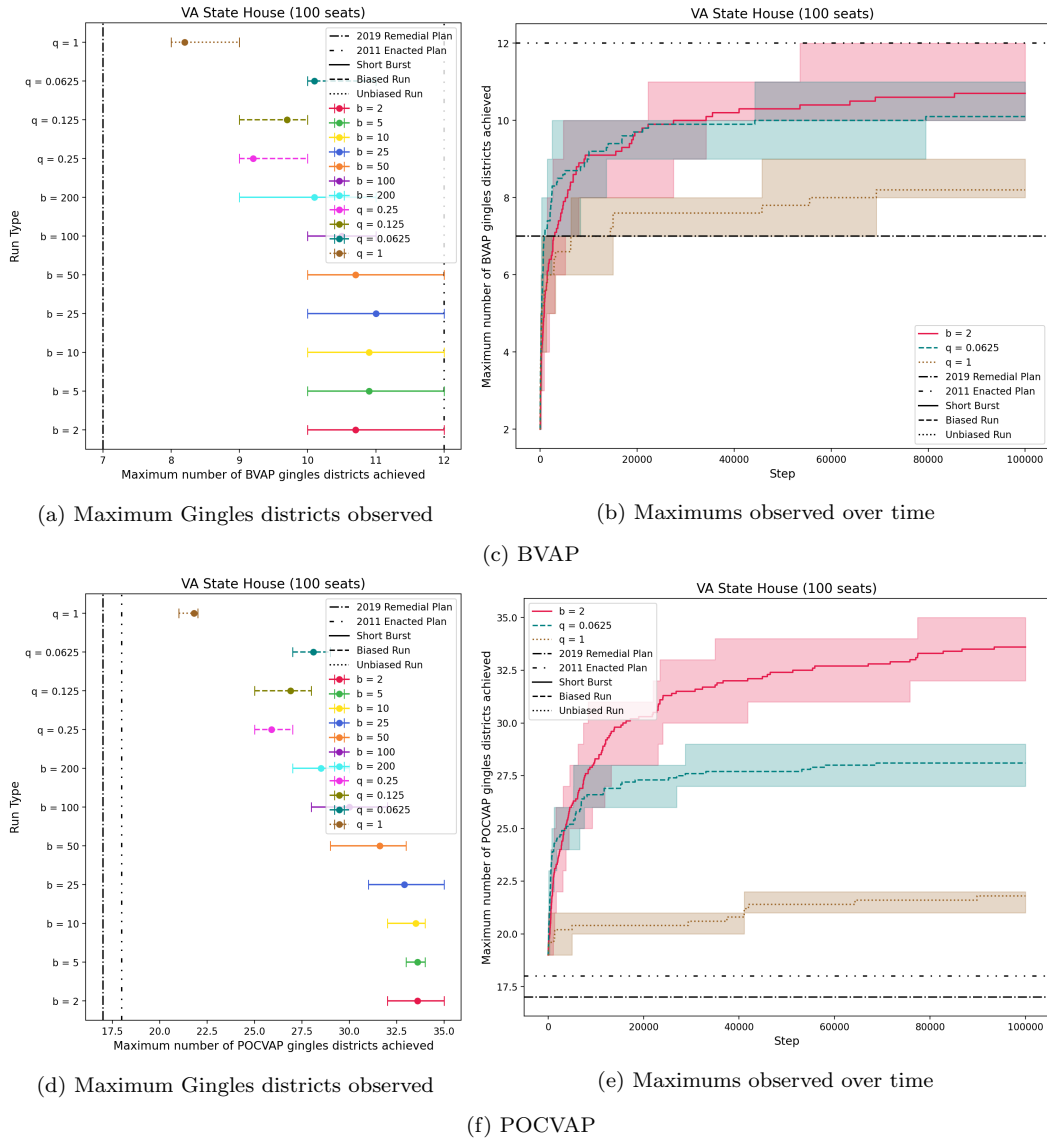 VA State House (100 seats)
q = 1
q = 0.0625
q = 0.125
q = 0.25
b = 200
b = 100
b = 50
b = 25
b = 10
b = 5
b = 2
Run Type
2019 Remedial Plan
2011 Enacted Plan
Short Burst
Biased Run
Unbiased Run
b = 2
b = 5
b = 10
b = 25
b = 50
b = 100
b = 200
q = 0.25
q = 0.125
q = 0.0625
q = 1
7 8 9 10 11 12
Maximum number of BVAP gingles districts achieved
(a) Maximum Gingles districts observed
VA State House (100 seats)
Maximum number of BVAP gingles districts achieved
12
10
8
6
4
2
b = 2
q = 0.0625
q = 1
2019 Remedial Plan
2011 Enacted Plan
Short Burst
Biased Run
Unbiased Run
0 20000 40000 60000 80000 100000
Step
(b) Maximums observed over time
(c) BVAP
VA State House (100 seats)
q = 1
q = 0.0625
q = 0.125
q = 0.25
b = 200
b = 100
b = 50
b = 25
b = 10
b = 5
b = 2
Run Type
2019 Remedial Plan
2011 Enacted Plan
Short Burst
Biased Run
Unbiased Run
b = 2
b = 5
b = 10
b = 25
b = 50
b = 100
b = 200
q = 0.25
q = 0.125
q = 0.0625
q = 1
17.5 20.0 22.5 25.0 27.5 30.0 32.5 35.0
Maximum number of POCVAP gingles districts achieved
(d) Maximum Gingles districts observed
VA State House (100 seats)
Maximum number of POCVAP gingles districts achieved
35.0
32.5
30.0
27.5
25.0
22.5
20.0
17.5
b = 2
q = 0.0625
q = 1
2019 Remedial Plan
2011 Enacted Plan
Short Burst
Biased Run
Unbiased Run
0 20000 40000 60000 80000 100000
Step
(e) Maximums observed over time
(f) POCVAP